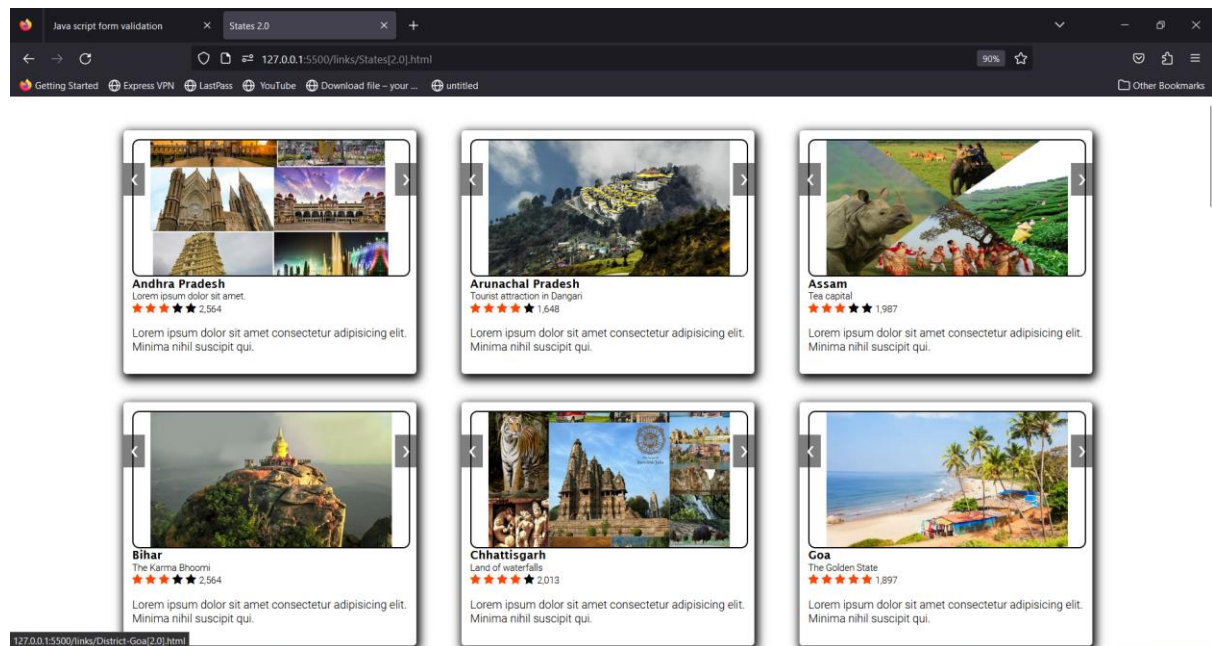 Java script form validation
States 2.0
127.0.0.1:5500/links/States[2.0].html
90%
Getting Started Express VPN LastPass YouTube Download file – your ... untitled Other Bookmarks
Andhra Pradesh
Lorem ipsum dolor sit amet.
2,564
Lorem ipsum dolor sit amet consectetur adipisicing elit.
Minima nihil suscipit qui.
Arunachal Pradesh
Tourist attraction in Dangari
1,648
Lorem ipsum dolor sit amet consectetur adipisicing elit.
Minima nihil suscipit qui.
Assam
Tea capital
1,987
Lorem ipsum dolor sit amet consectetur adipisicing elit.
Minima nihil suscipit qui.
Bihar
The Karma Bhoomi
2,564
Lorem ipsum dolor sit amet consectetur adipisicing elit.
Minima nihil suscipit qui.
Chhattisgarh
Land of waterfalls
2,013
Lorem ipsum dolor sit amet consectetur adipisicing elit.
Minima nihil suscipit qui.
Goa
The Golden State
1,897
Lorem ipsum dolor sit amet consectetur adipisicing elit.
Minima nihil suscipit qui.
127.0.0.1:5500/links/District-Goa[2.0].html